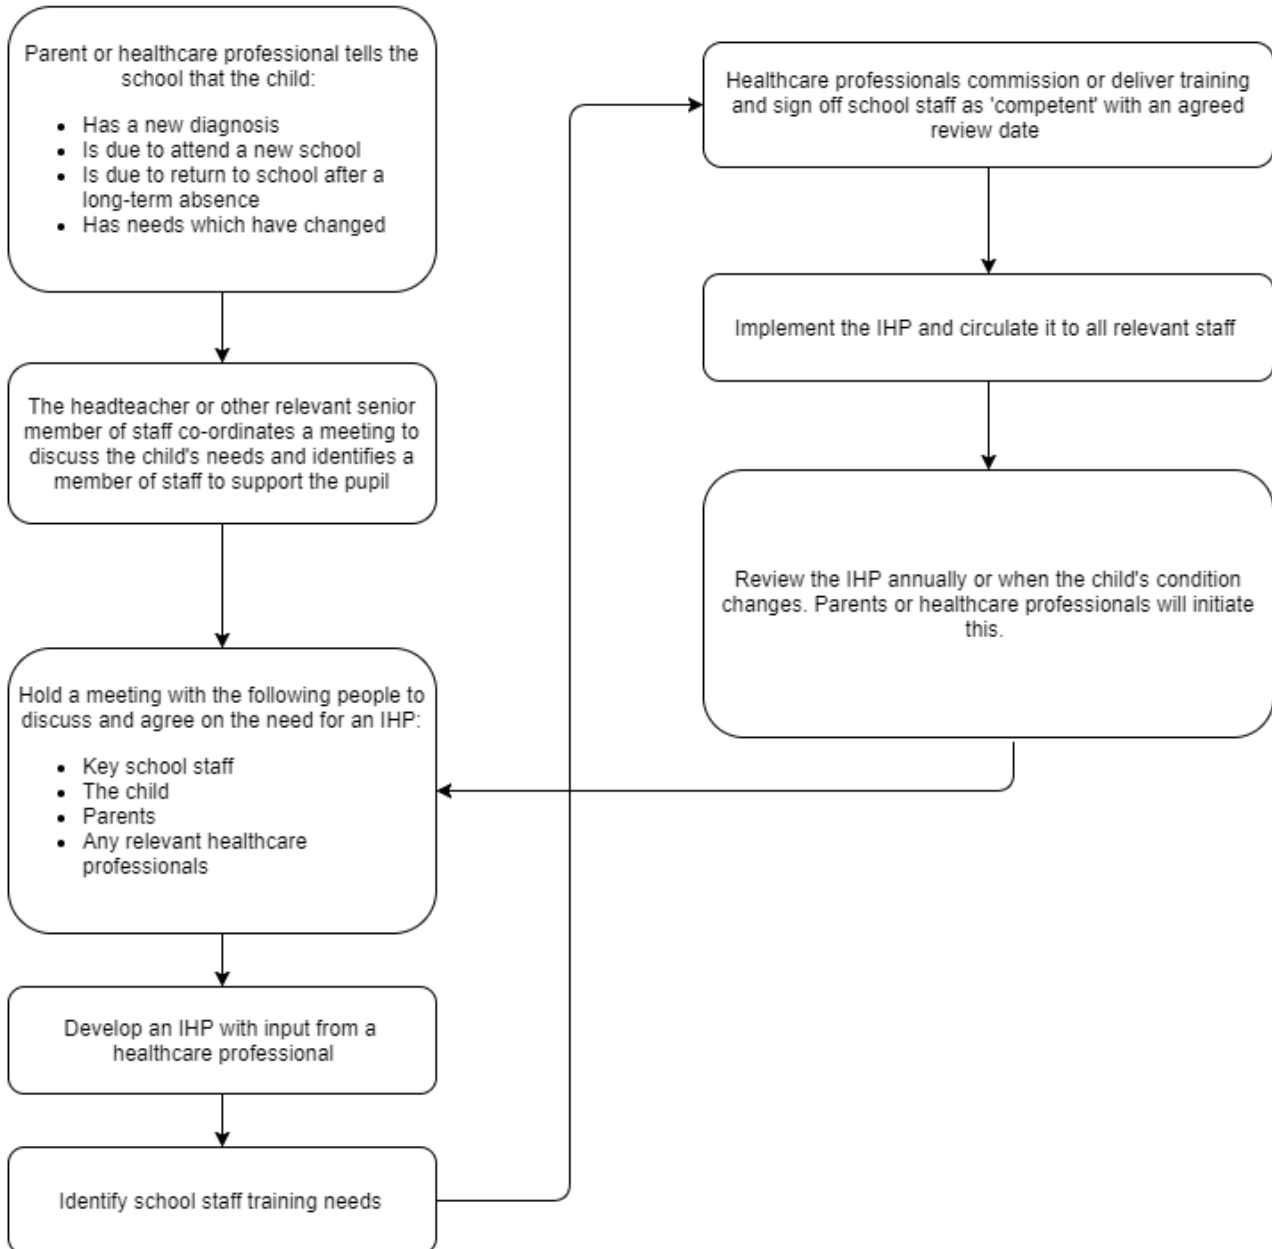 Parent or healthcare professional tells the
school that the child:
• Has a new diagnosis
• Is due to attend a new school
• Is due to return to school after a
long-term absence
• Has needs which have changed
The headteacher or other relevant senior
member of staff co-ordinates a meeting to
discuss the child's needs and identifies a
member of staff to support the pupil
Hold a meeting with the following people to
discuss and agree on the need for an IHP:
• Key school staff
• The child
• Parents
• Any relevant healthcare
professionals
Develop an IHP with input from a
healthcare professional
Identify school staff training needs
Healthcare professionals commission or deliver training
and sign off school staff as 'competent' with an agreed
review date
Implement the IHP and circulate it to all relevant staff
Review the IHP annually or when the child's condition
changes. Parents or healthcare professionals will initiate
this.